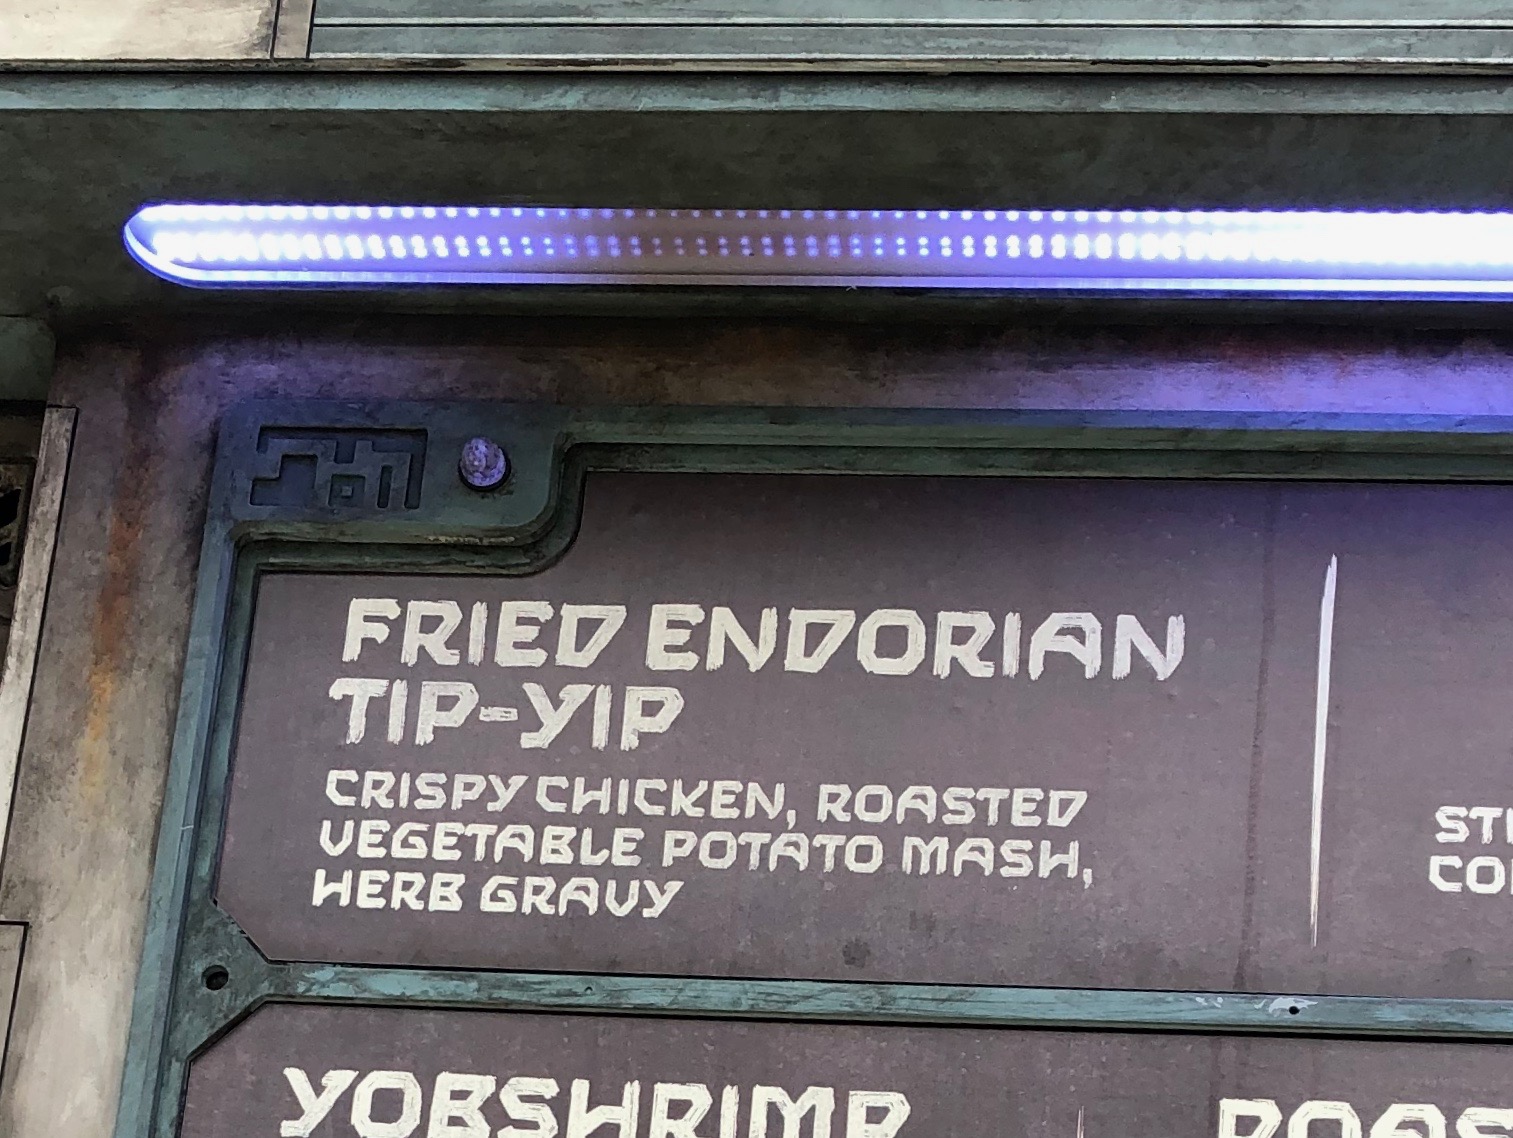 FRIED ENDORIAN
TIP-YIP
CRISPY CHICKEN, ROASTED
VEGETABLE POTATO MASH,
HERB GRAVY
YOBSHRIMP